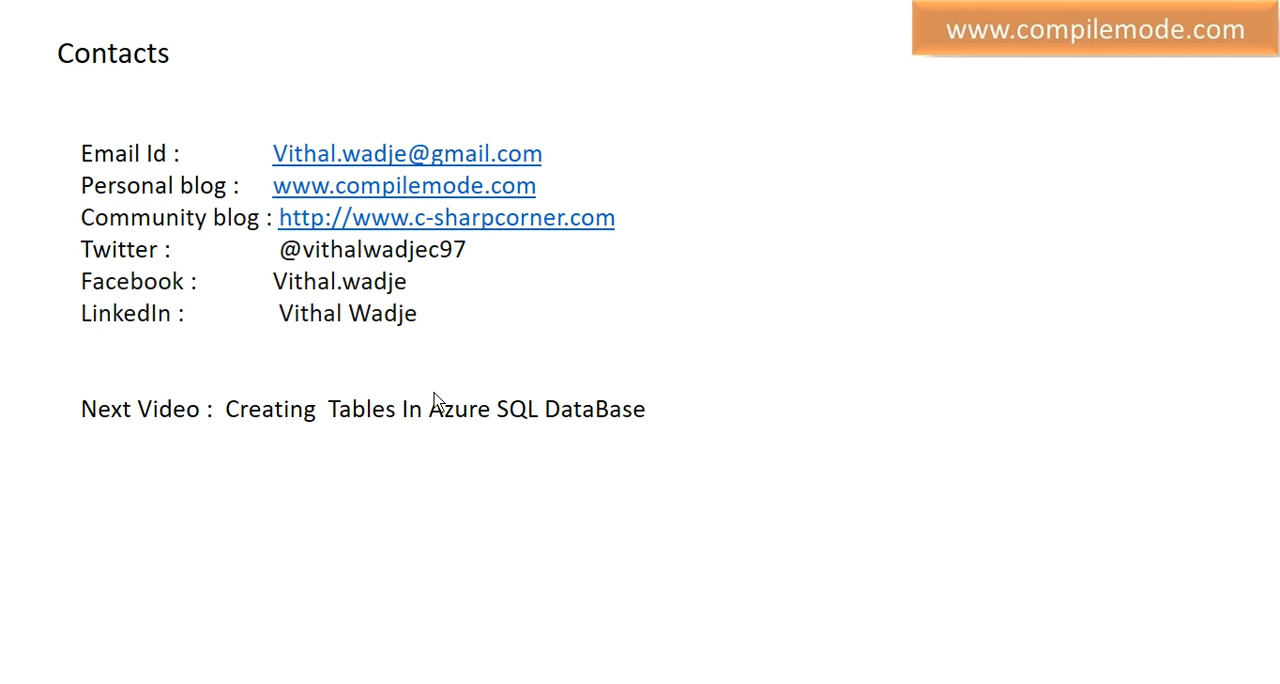 www.compilemode.com
Contacts
Email Id : Vithal.wadje@gmail.com
Personal blog : www.compilemode.com
Community blog : http://www.c-sharpcorner.com
Twitter : @vithalwadjec97
Facebook : Vithal.wadje
LinkedIn : Vithal Wadje
Next Video : Creating Tables In Azure SQL DataBase